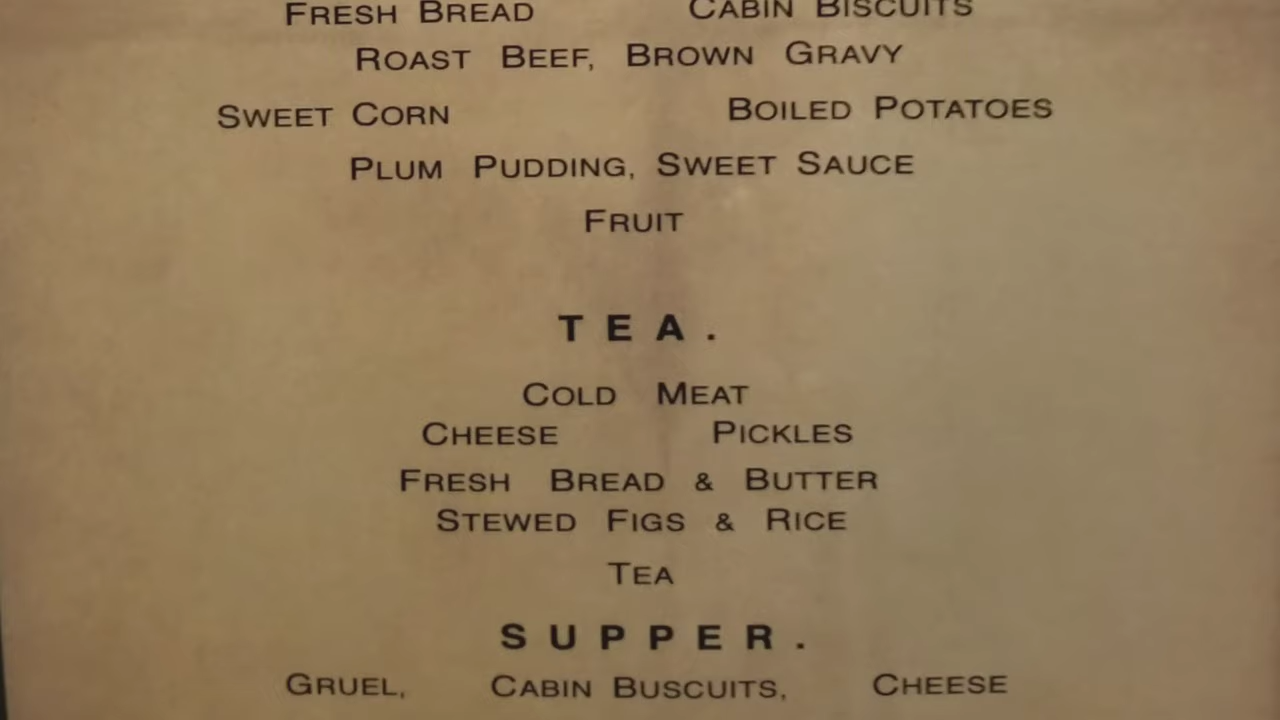 FRESH BREAD CABIN BISCUITS
ROAST BEEF, BROWN GRAVY
SWEET CORN BOILED POTATOES
PLUM PUDDING, SWEET SAUCE
FRUIT
TEA.
COLD MEAT
CHEESE PICKLES
FRESH BREAD & BUTTER
STEWED FIGS & RICE
TEA
SUPPER.
GRUEL, CABIN BUSCUITS, CHEESE